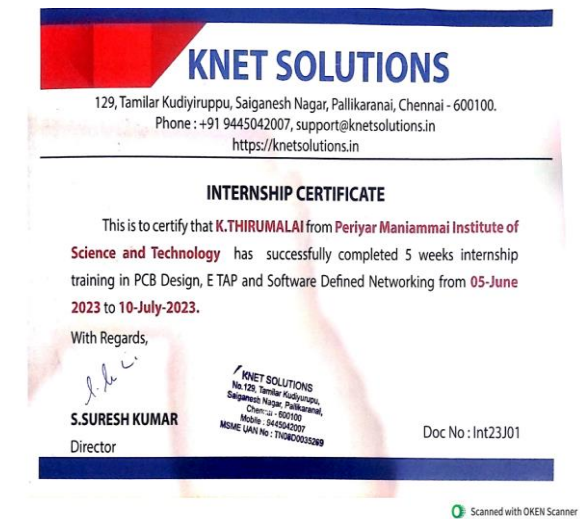 KNET SOLUTIONS
129, Tamilar Kudiyiruppu, Saiganesh Nagar, Pallikaranai, Chennai - 600100.
Phone : +91 9445042007, support@knetsolutions.in
https://knetsolutions.in
INTERNSHIP CERTIFICATE
This is to certify that K.THIRUMALAI from Periyar Maniammai Institute of
Science and Technology has successfully completed 5 weeks internship
training in PCB Design, E TAP and Software Defined Networking from 05-June
2023 to 10-July-2023.
With Regards,
S.SURESH KUMAR
Director
KNET SOLUTIONS
No.129, Tamilar Kudiyurupu,
Saiganesh Nagar, Pallikaranai,
Chennai - 600100
Mobile : 9445042007
MSME UAN No :
Doc No : Int23J01
Scanned with OKEN Scanner